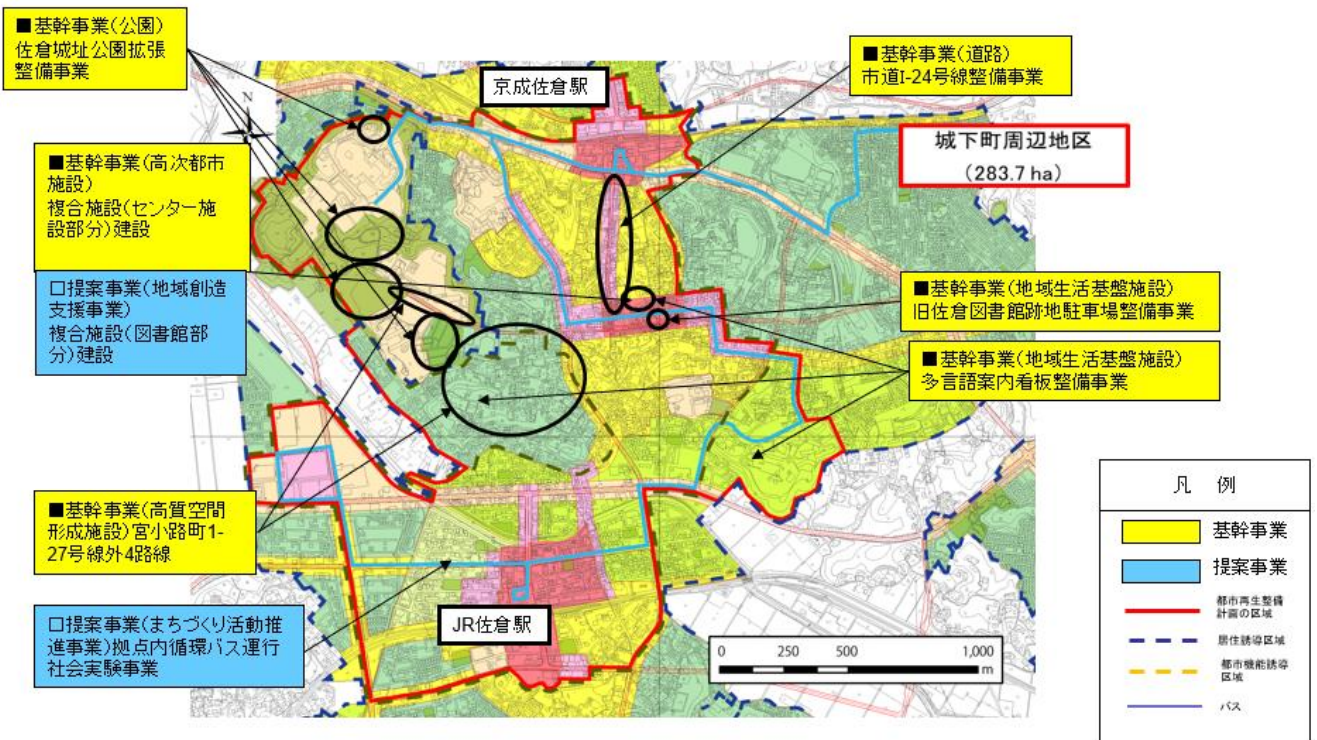 ■基幹事業(公園)
佐倉城址公園拡張
整備事業
■基幹事業(高次都市
施設)
複合施設(センター施
設部分)建設
□提案事業(地域創造
支援事業)
複合施設(図書館部
分)建設
■基幹事業(高質空間
形成施設)宮小路町1-
27号線外4路線
□提案事業(まちづくり活動推
進事業)拠点内循環バス運行
社会実験事業
N
京成佐倉駅
JR佐倉駅
■基幹事業(道路)
市道I-24号線整備事業
城下町周辺地区
(283.7 ha)
■基幹事業(地域生活基盤施設)
旧佐倉図書館跡地駐車場整備事業
■基幹事業(地域生活基盤施設)
多言語案内看板整備事業
0 250 500 1,000
m
凡 例
基幹事業
提案事業
都市再生整備
計画の区域
居住誘導区域
都市機能誘導
区域
バス